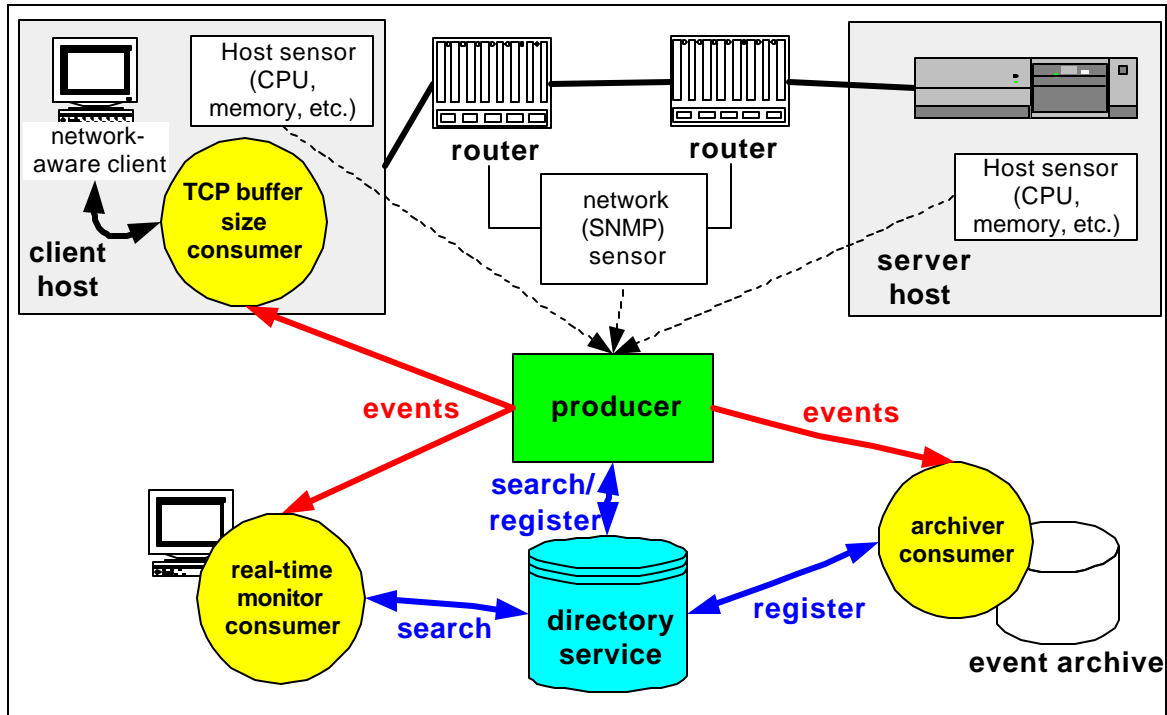 Host sensor
(CPU,
memory, etc.)
network-
aware client
TCP buffer
size
consumer
client
host
router
router
network
(SNMP)
sensor
Host sensor
(CPU,
memory, etc.)
server
host
events
producer
events
search/
register
real-time
monitor
consumer
search
directory
service
register
archiver
consumer
event archive